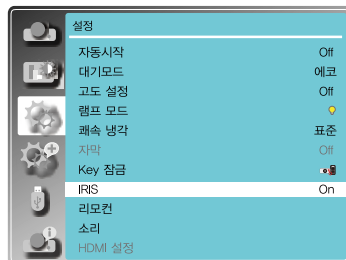 설정
자동시작 Off
대기모드 에코
고도 설정 Off
램프 모드
쾌속 냉각 표준
자막 Off
Key 잠금
IRIS On
리모컨
소리
HDMI 설정